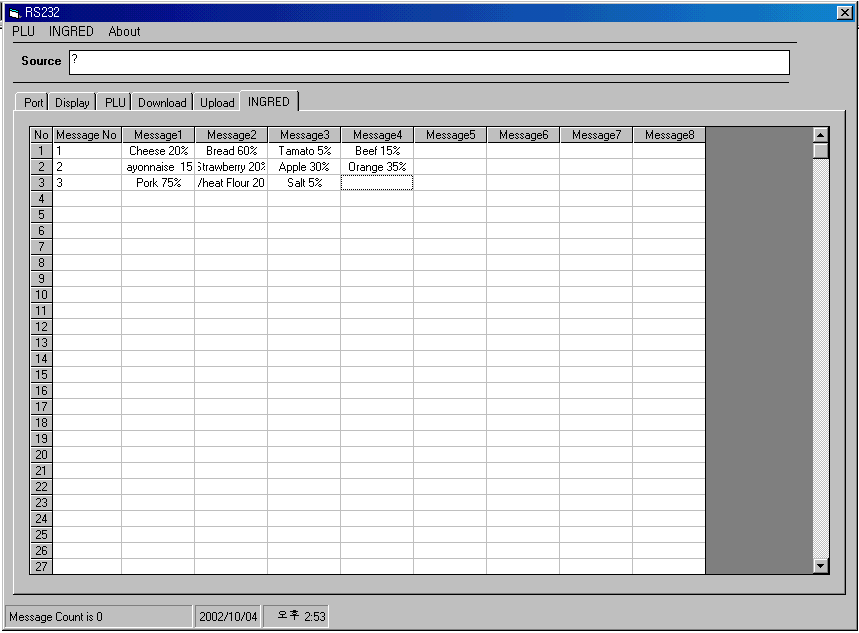 RS232
PLU INGRED About
Source ?
Port Display PLU Download Upload INGRED
No Message No Message1 Message2 Message3 Message4 Message5 Message6 Message7 Message8
1 1 Cheese 20% Bread 60% Tamato 5% Beef 15%
2 2 ayonnaise 15 Strawberry 20% Apple 30% Orange 35%
3 3 Pork 75% heat Flour 20 Salt 5%
4
5
6
7
8
9
10
11
12
13
14
15
16
17
18
19
20
21
22
23
24
25
26
27
Message Count is 0 2002/10/04 오후 2:53